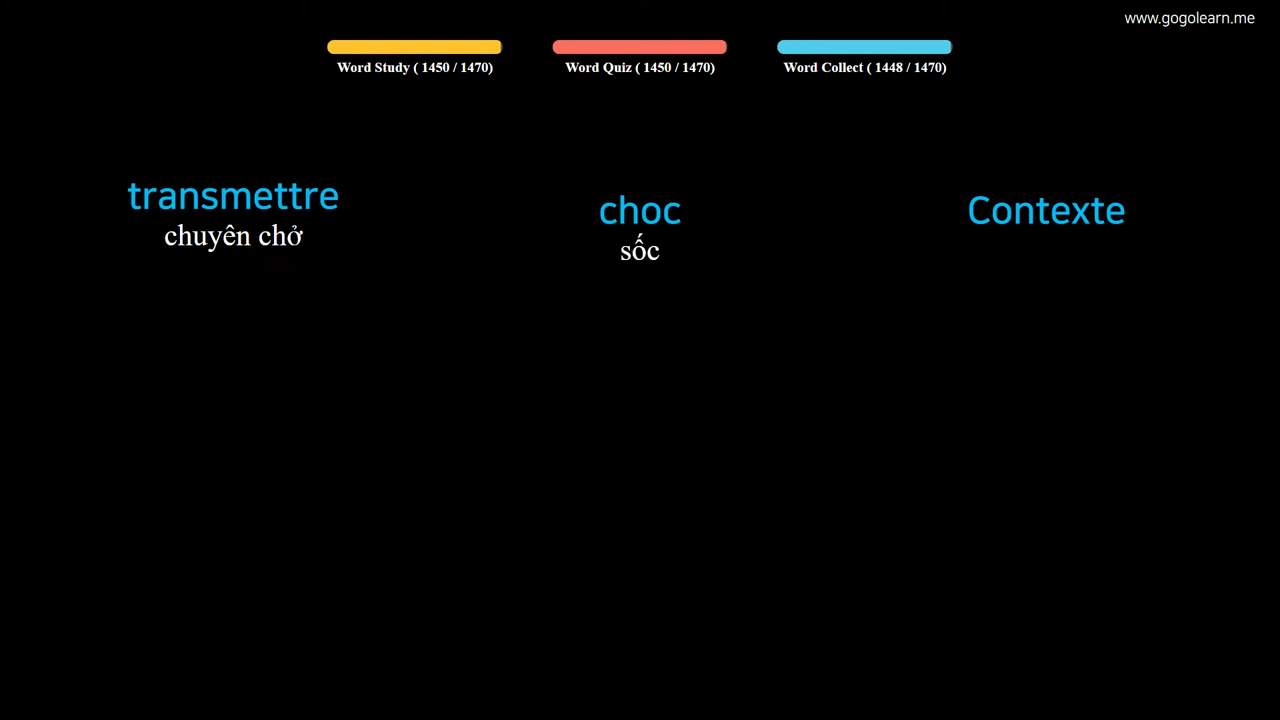 www.gogolearn.me
Word Study ( 1450 / 1470)
Word Quiz ( 1450 / 1470)
Word Collect ( 1448 / 1470)
transmettre
chuyên chở
choc
sốc
Contexte